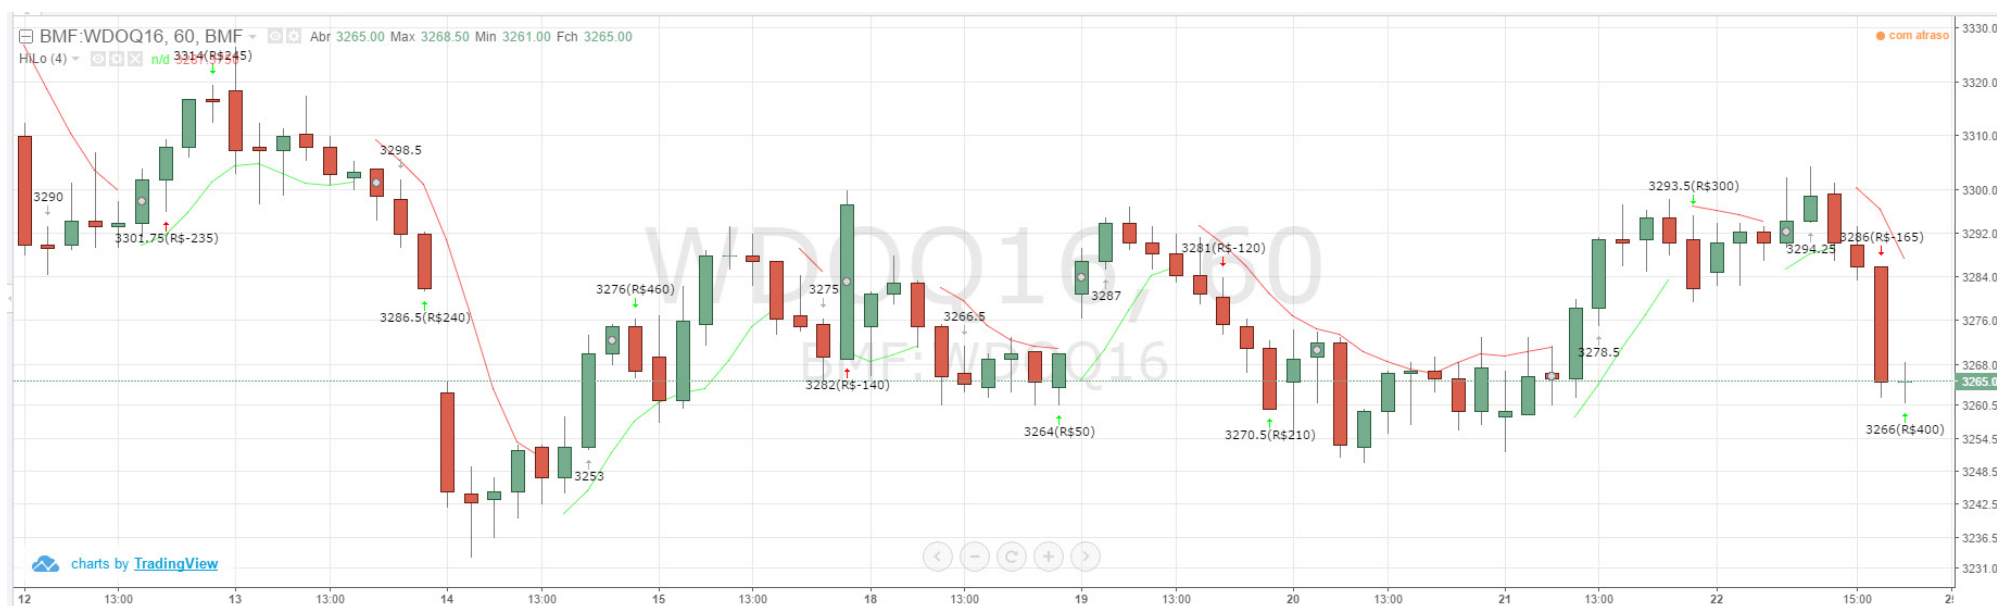 BMF:WDOQ16, 60, BMF Abr 3265.00 Max 3268.50 Min 3261.00 Fch 3265.00
com atraso
HiLo (4) n/d 3287.3750
3314(R$245)
3290
3301.75(R$-235)
3298.5
3286.5(R$240)
3253
3276(R$460)
3275
3282(R$-140)
3266.5
3264(R$50)
3287
3281(R$-120)
3270.5(R$210)
3278.5
3293.5(R$300)
3294.25
3286(R$-165)
3266(R$400)
WDOQ16, 60
BMF:WDOQ16
3330.0
3320.0
3310.0
3300.0
3292.0
3284.0
3276.0
3268.0
3265.0
3260.5
3254.5
3248.5
3242.5
3236.5
3231.0
charts by TradingView
12 13:00 13 13:00 14 13:00 15 13:00 18 13:00 19 13:00 20 13:00 21 13:00 22 15:00